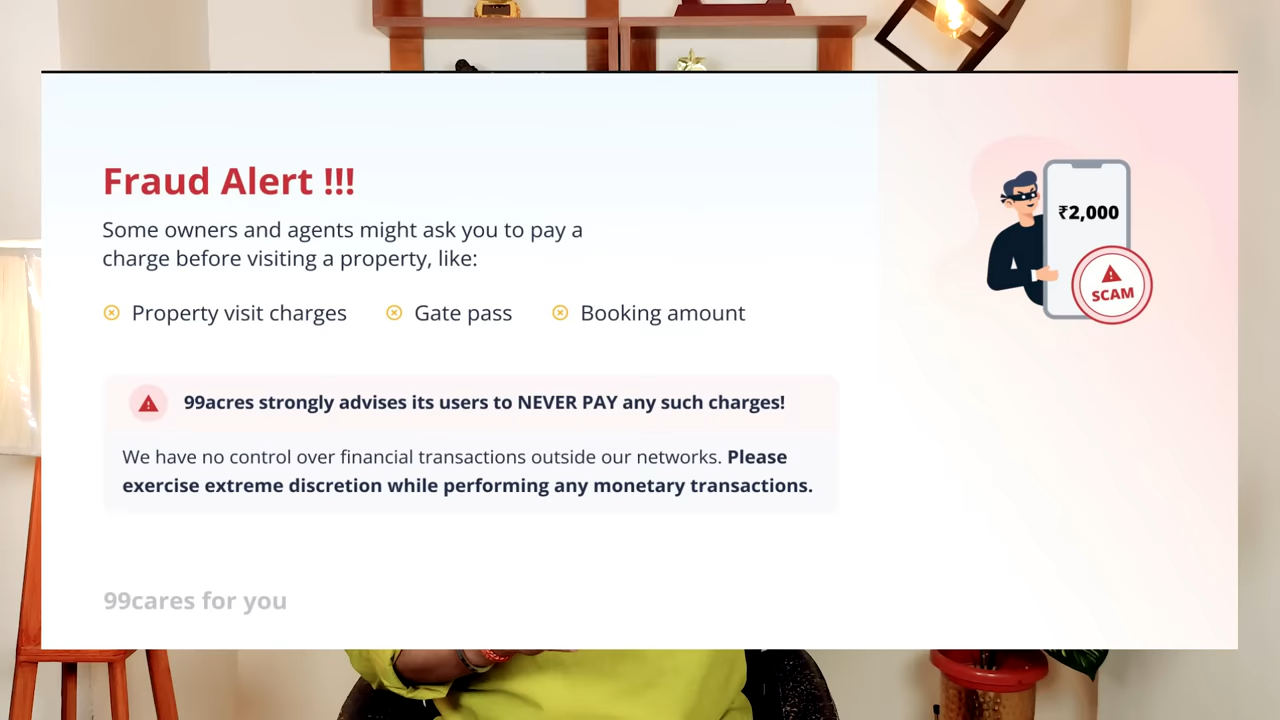 Fraud Alert !!!
Some owners and agents might ask you to pay a
charge before visiting a property, like:
Property visit charges
Gate pass
Booking amount
₹2,000
SCAM
99acres strongly advises its users to NEVER PAY any such charges!
We have no control over financial transactions outside our networks. Please
exercise extreme discretion while performing any monetary transactions.
99cares for you